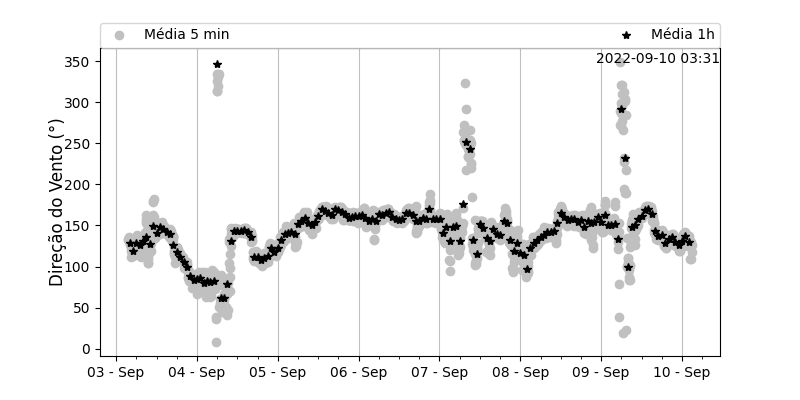 Média 5 min
Média 1h
2022-09-10 03:31
Direção do Vento (°)
350
300
250
200
150
100
50
0
03 - Sep
04 - Sep
05 - Sep
06 - Sep
07 - Sep
08 - Sep
09 - Sep
10 - Sep